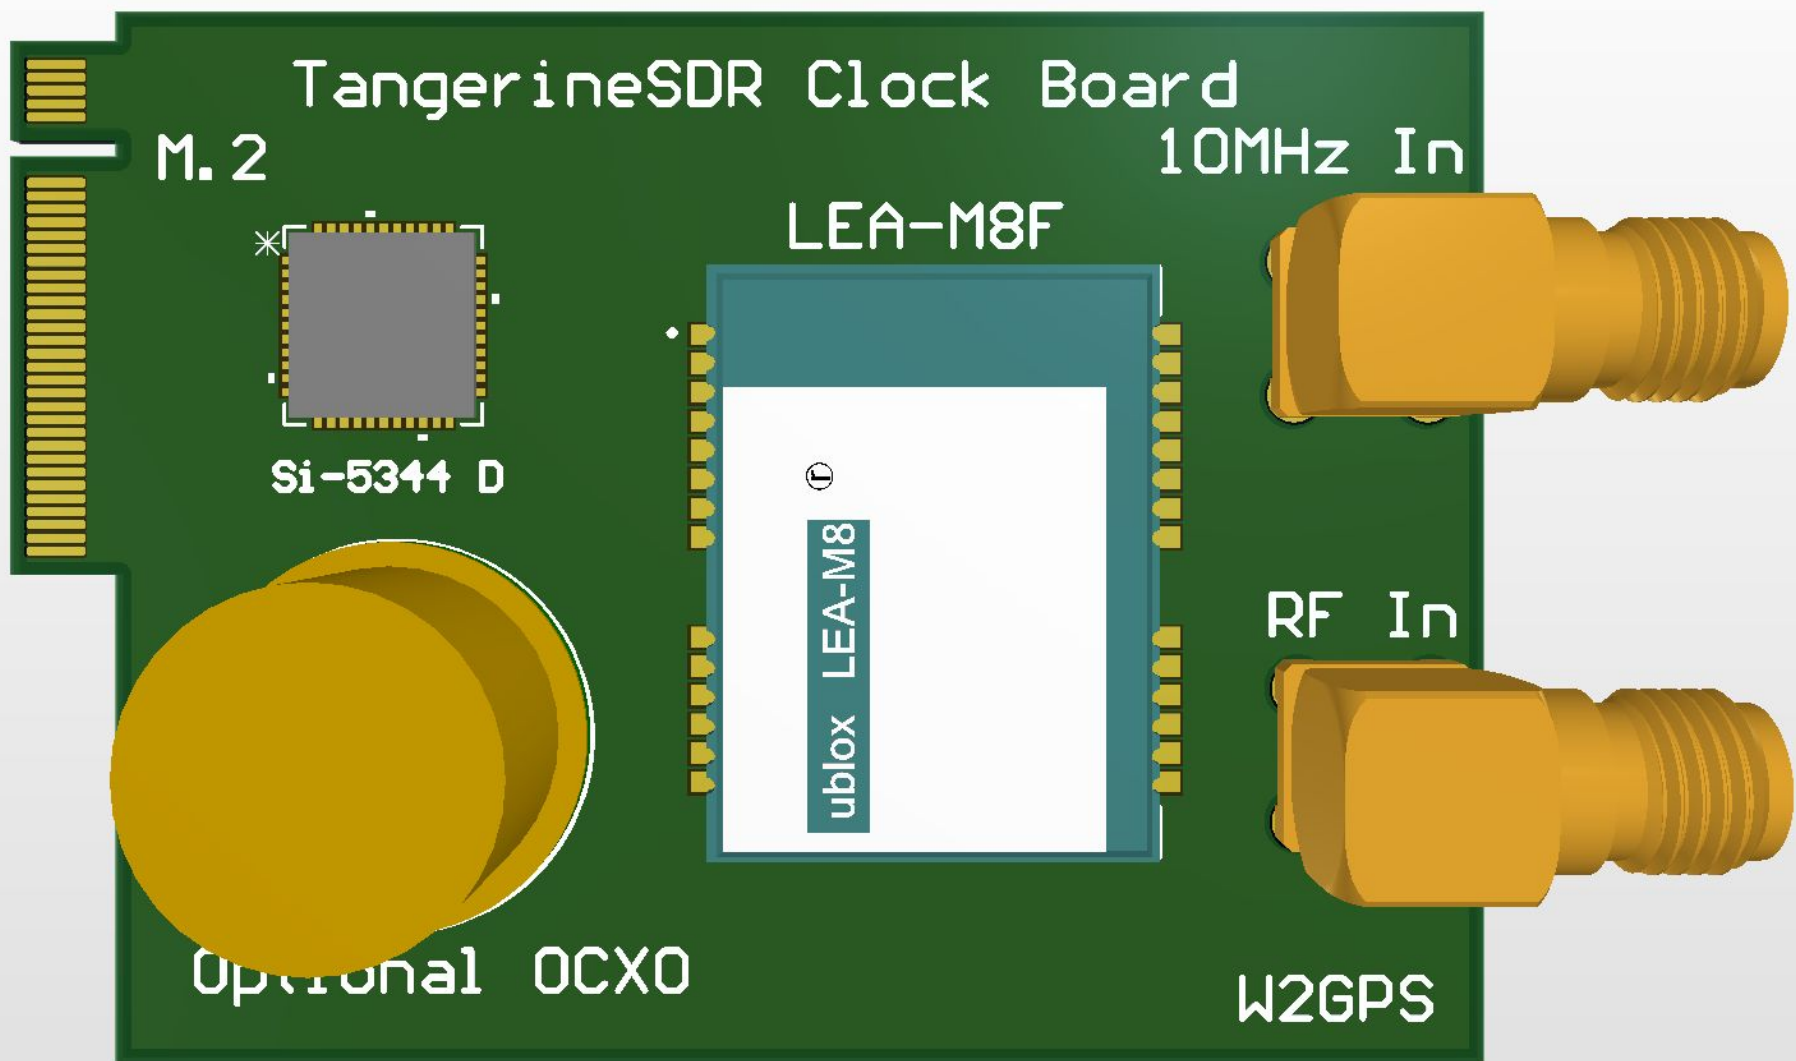 TangerineSDR Clock Board
M.2
10MHz In
LEA-M8F
Si-5344 D
ublox LEA-M8
RF In
Optional OCXO
W2GPS